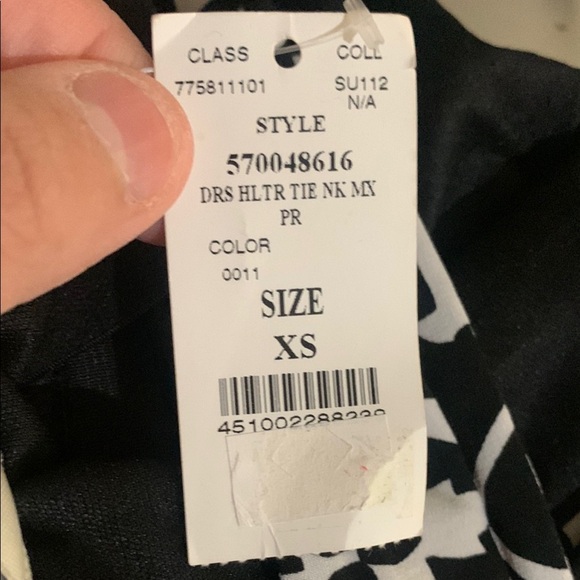 CLASS COLL
775811101 SU112
N/A
STYLE
570048616
DRS HLTR TIE NK MX
PR
COLOR
0011
SIZE
XS